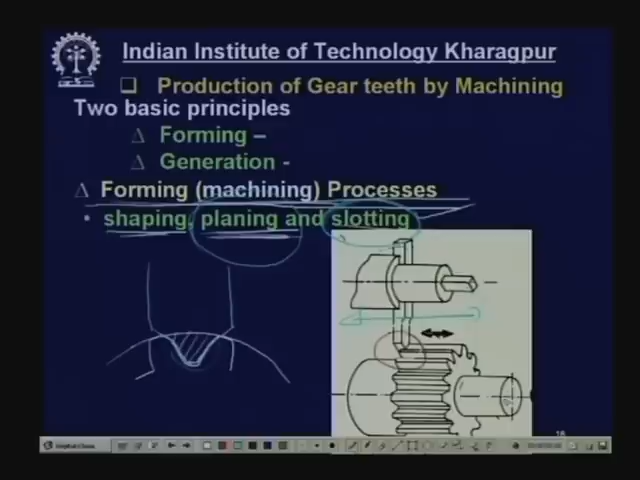 Indian Institute of Technology Kharagpur
❑ Production of Gear teeth by Machining
Two basic principles
Δ Forming –
Δ Generation -
Δ Forming (machining) Processes
• shaping, planing and slotting